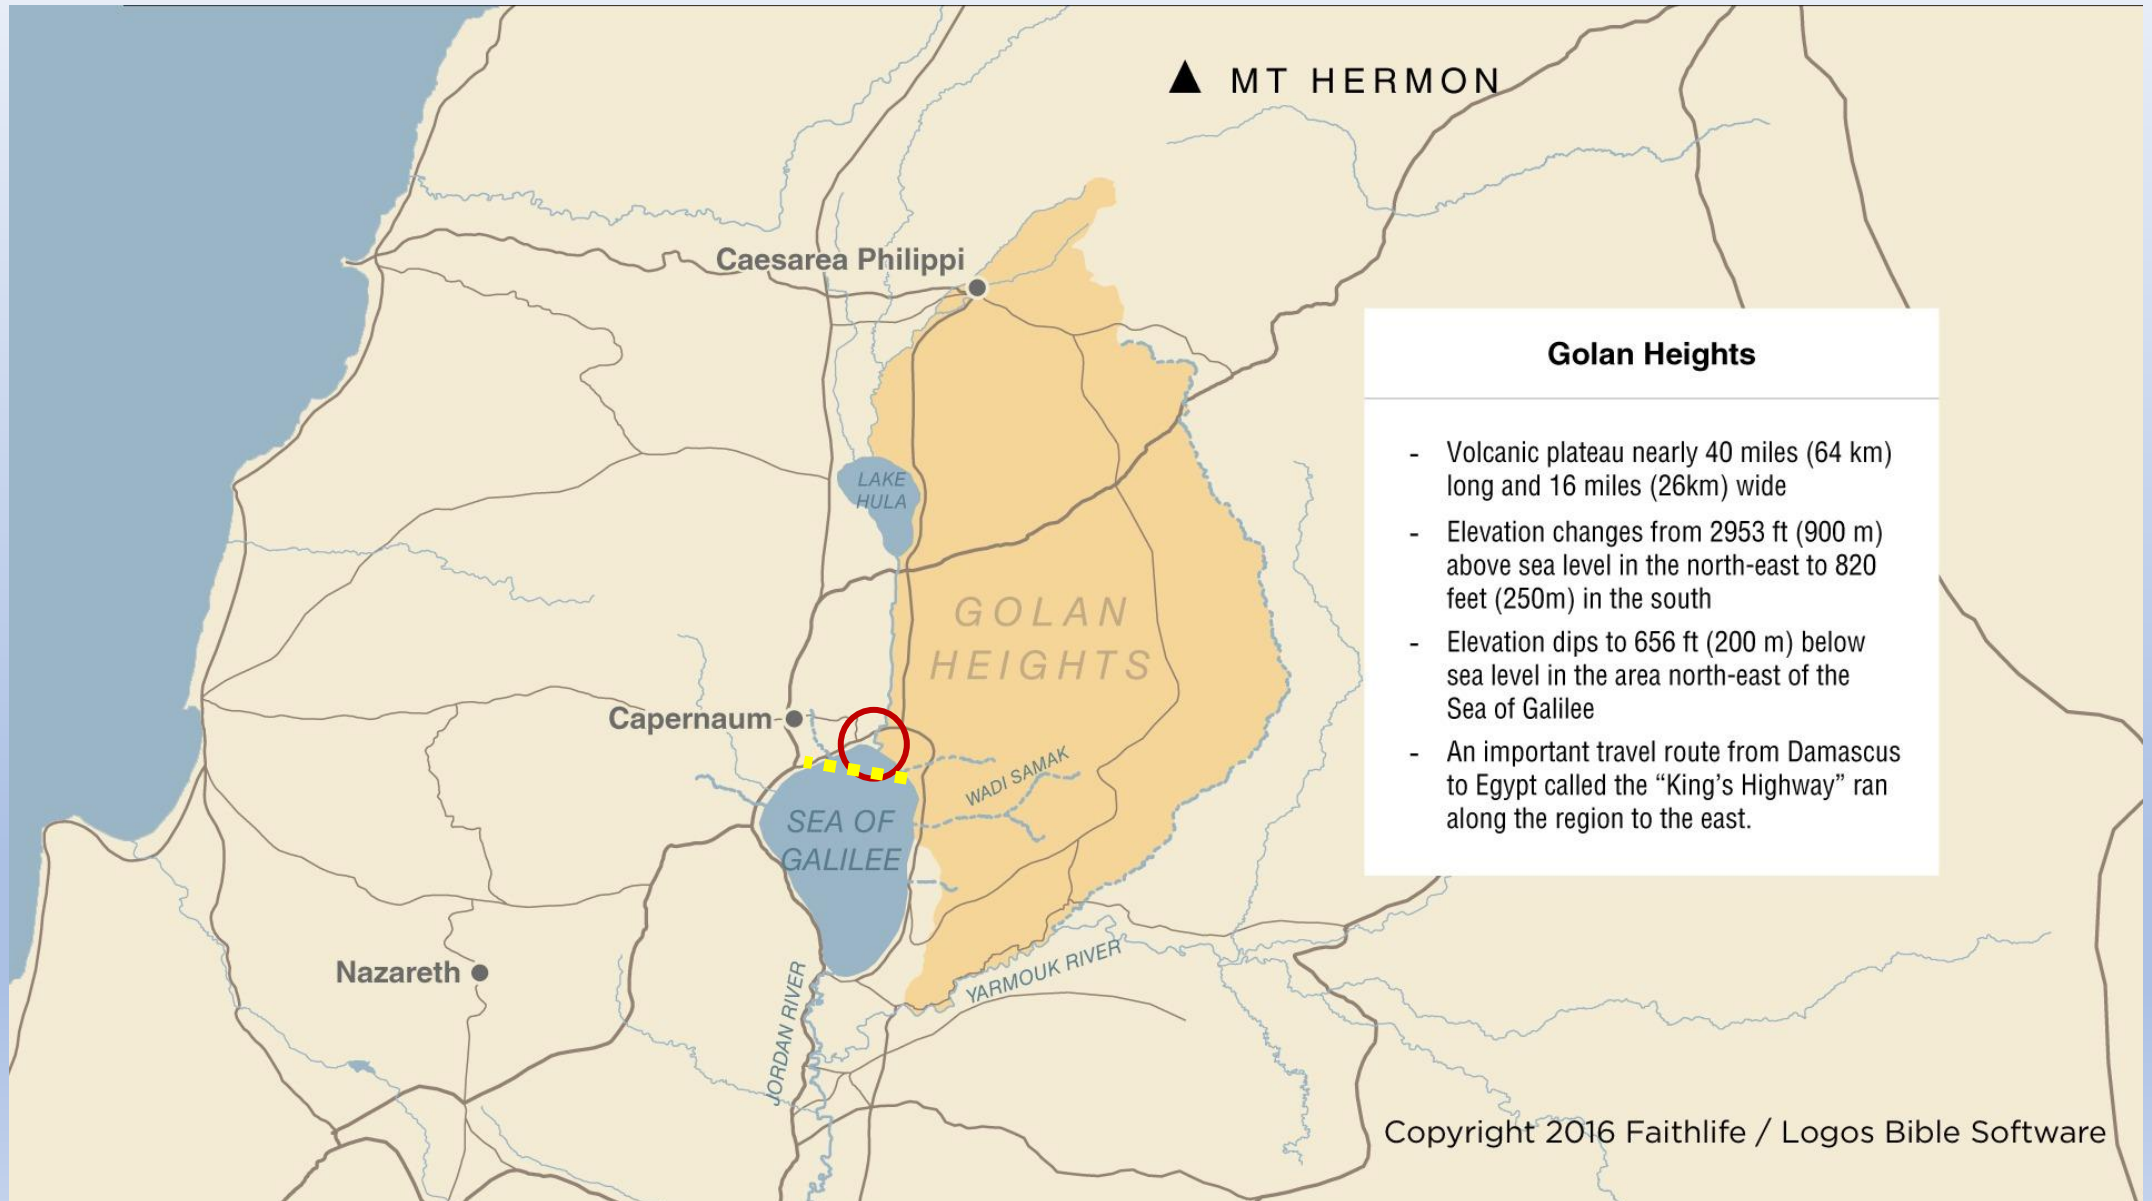 MT HERMON
Caesarea Philippi
Golan Heights
- Volcanic plateau nearly 40 miles (64 km)
long and 16 miles (26km) wide
- Elevation changes from 2953 ft (900 m)
above sea level in the north-east to 820
feet (250m) in the south
- Elevation dips to 656 ft (200 m) below
sea level in the area north-east of the
Sea of Galilee
- An important travel route from Damascus
to Egypt called the “King’s Highway” ran
along the region to the east.
LAKE
HULA
GOLAN
HEIGHTS
Capernaum
WADI SAMAK
SEA OF
GALILEE
Nazareth
JORDAN RIVER
YARMOUK RIVER
Copyright 2016 Faithlife / Logos Bible Software